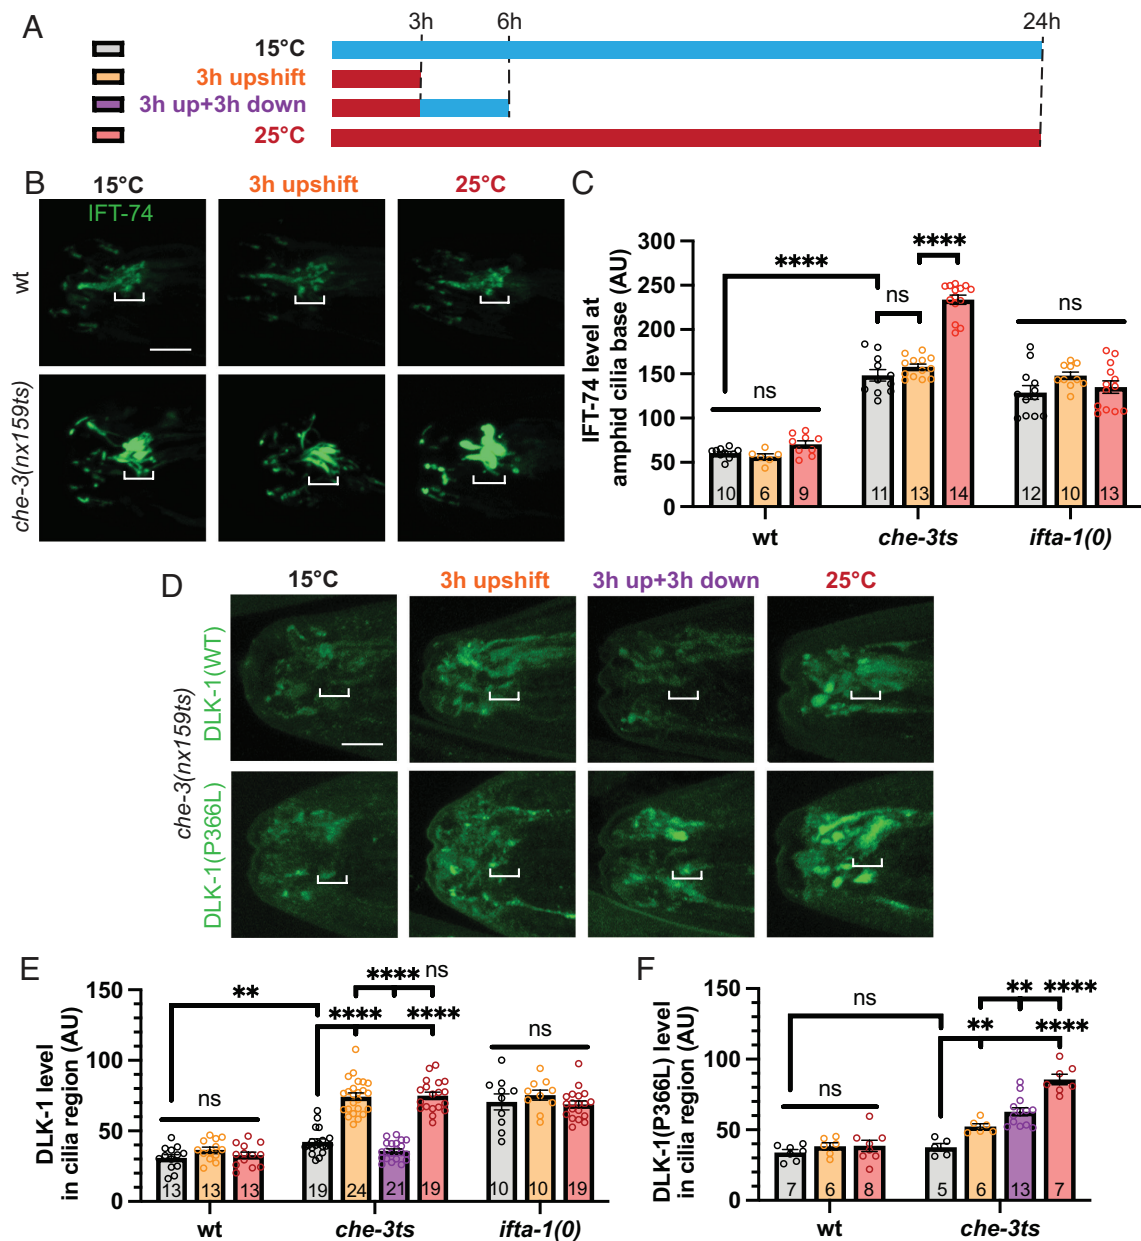 A
3h 6h 24h
15°C
3h upshift
3h up+3h down
25°C
B
15°C 3h upshift 25°C
IFT-74
wt
che-3(nx159ts)
C
IFT-74 level at
amphid cilia base (AU)
300
250
200
150
100
50
0
**** **** ns ns ns
10 6 9 11 13 14 12 10 13
wt che-3ts ifta-1(0)
D
15°C 3h upshift 3h up+3h down 25°C
che-3(nx159ts)
DLK-1(WT)
DLK-1(P366L)
E
DLK-1 level
in cilia region (AU)
150
100
50
0
**** ns
** **** **** ns
ns
13 13 13 19 24 21 19 10 10 19
wt che-3ts ifta-1(0)
F
DLK-1(P366L) level
in cilia region (AU)
150
100
50
0
** ****
ns ** ****
ns
7 6 8 5 6 13 7
wt che-3ts